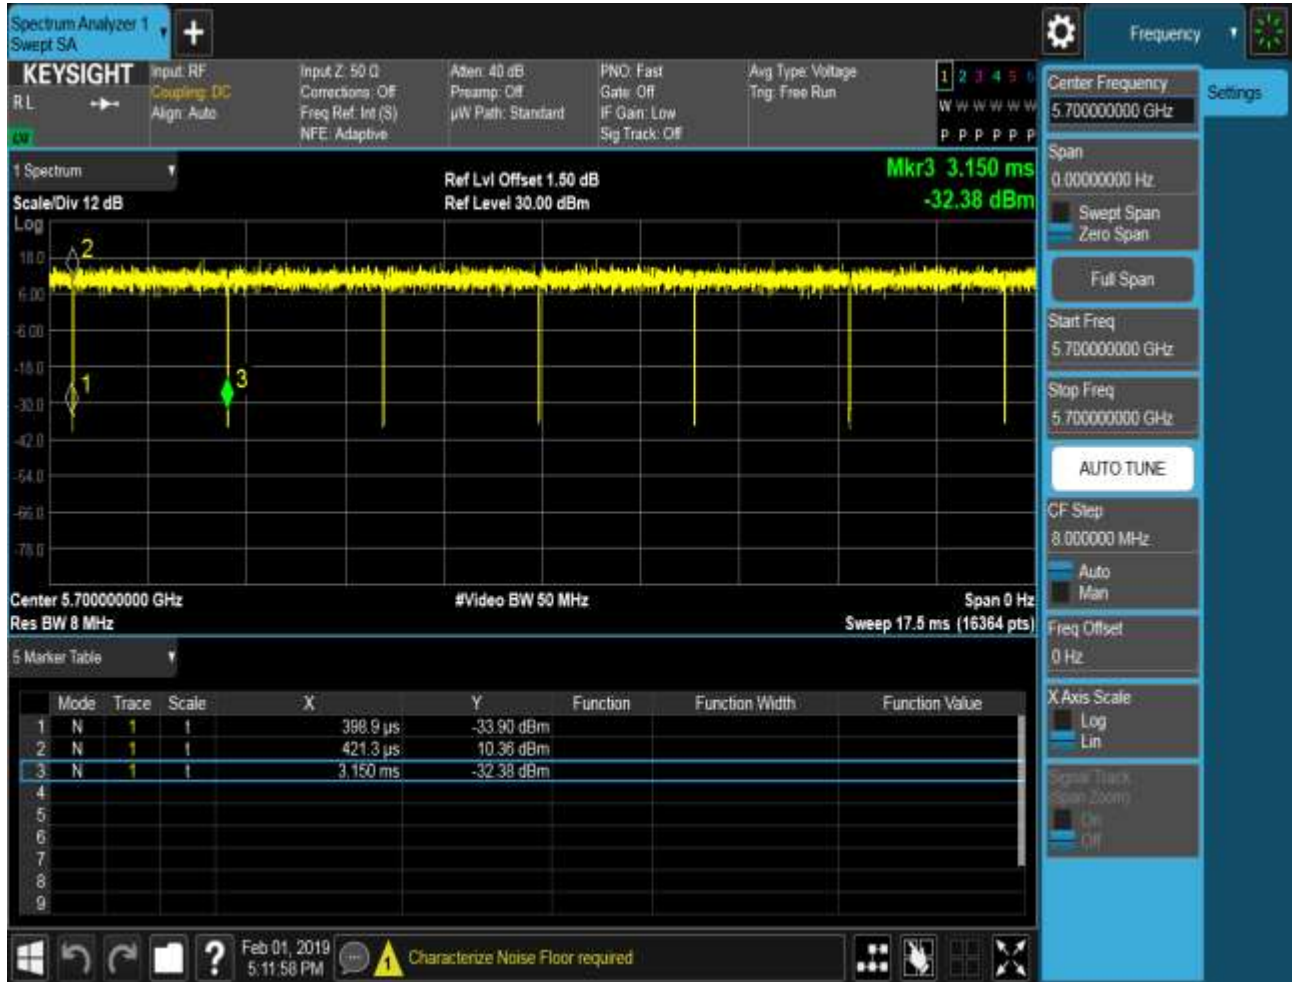 Spectrum Analyzer 1
Swept SA
+
Frequency
KEYSIGHT
RL
Input: RF
Coupling: DC
Align: Auto
Input Z: 50 Ω
Corrections: Off
Freq Ref: Int (S)
NFE: Adaptive
Atten: 40 dB
Preamp: Off
µW Path: Standard
PNO: Fast
Gate: Off
IF Gain: Low
Sig Track: Off
Avg Type: Voltage
Trig: Free Run
1 2 3 4 5 6
W W W W W W
P P P P P P
1 Spectrum
Scale/Div 12 dB
Ref Lvl Offset 1.50 dB
Ref Level 30.00 dBm
Mkr3 3.150 ms
-32.38 dBm
Log
18.0
6.00
-6.00
-18.0
-30.0
-42.0
-54.0
-66.0
-78.0
2
1
3
Center 5.700000000 GHz
Res BW 8 MHz
#Video BW 50 MHz
Span 0 Hz
Sweep 17.5 ms (16364 pts)
5 Marker Table
Mode Trace Scale X Y Function Function Width Function Value
1 N 1 t 398.9 µs -33.90 dBm
2 N 1 t 421.3 µs 10.36 dBm
3 N 1 t 3.150 ms -32.38 dBm
4
5
6
7
8
9
Feb 01, 2019
5:11:58 PM
?
1
Characterize Noise Floor required
Center Frequency
5.700000000 GHz
Settings
Span
0.00000000 Hz
Swept Span
Zero Span
Full Span
Start Freq
5.700000000 GHz
Stop Freq
5.700000000 GHz
AUTO TUNE
CF Step
8.000000 MHz
Auto
Man
Freq Offset
0 Hz
X Axis Scale
Log
Lin
Signal Track
(Span Zoom)
On
Off